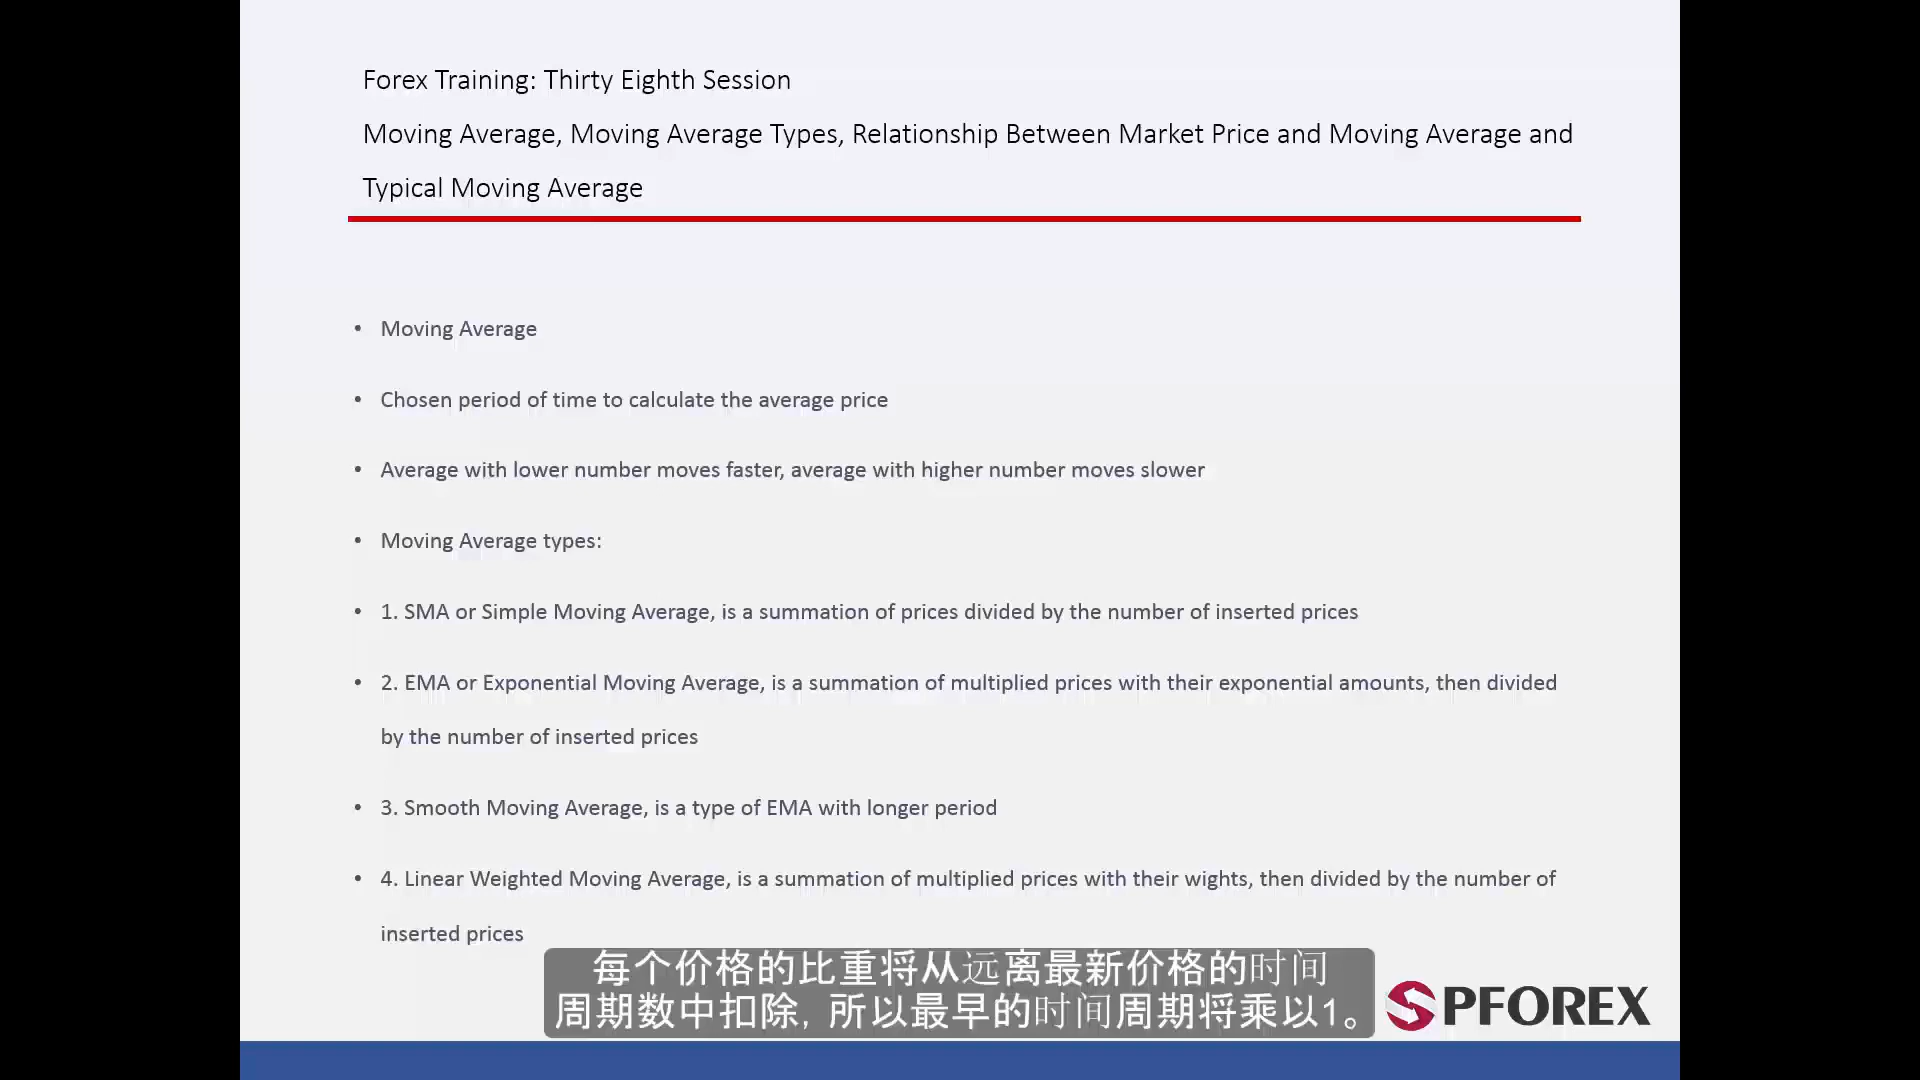 Forex Training: Thirty Eighth Session
Moving Average, Moving Average Types, Relationship Between Market Price and Moving Average and
Typical Moving Average
• Moving Average
• Chosen period of time to calculate the average price
• Average with lower number moves faster, average with higher number moves slower
• Moving Average types:
• 1. SMA or Simple Moving Average, is a summation of prices divided by the number of inserted prices
• 2. EMA or Exponential Moving Average, is a summation of multiplied prices with their exponential amounts, then divided
by the number of inserted prices
• 3. Smooth Moving Average, is a type of EMA with longer period
• 4. Linear Weighted Moving Average, is a summation of multiplied prices with their wights, then divided by the number of
inserted prices
每个价格的比重将从远离最新价格的时间
周期数中扣除, 所以最早的时间周期将乘以1。
PFOREX